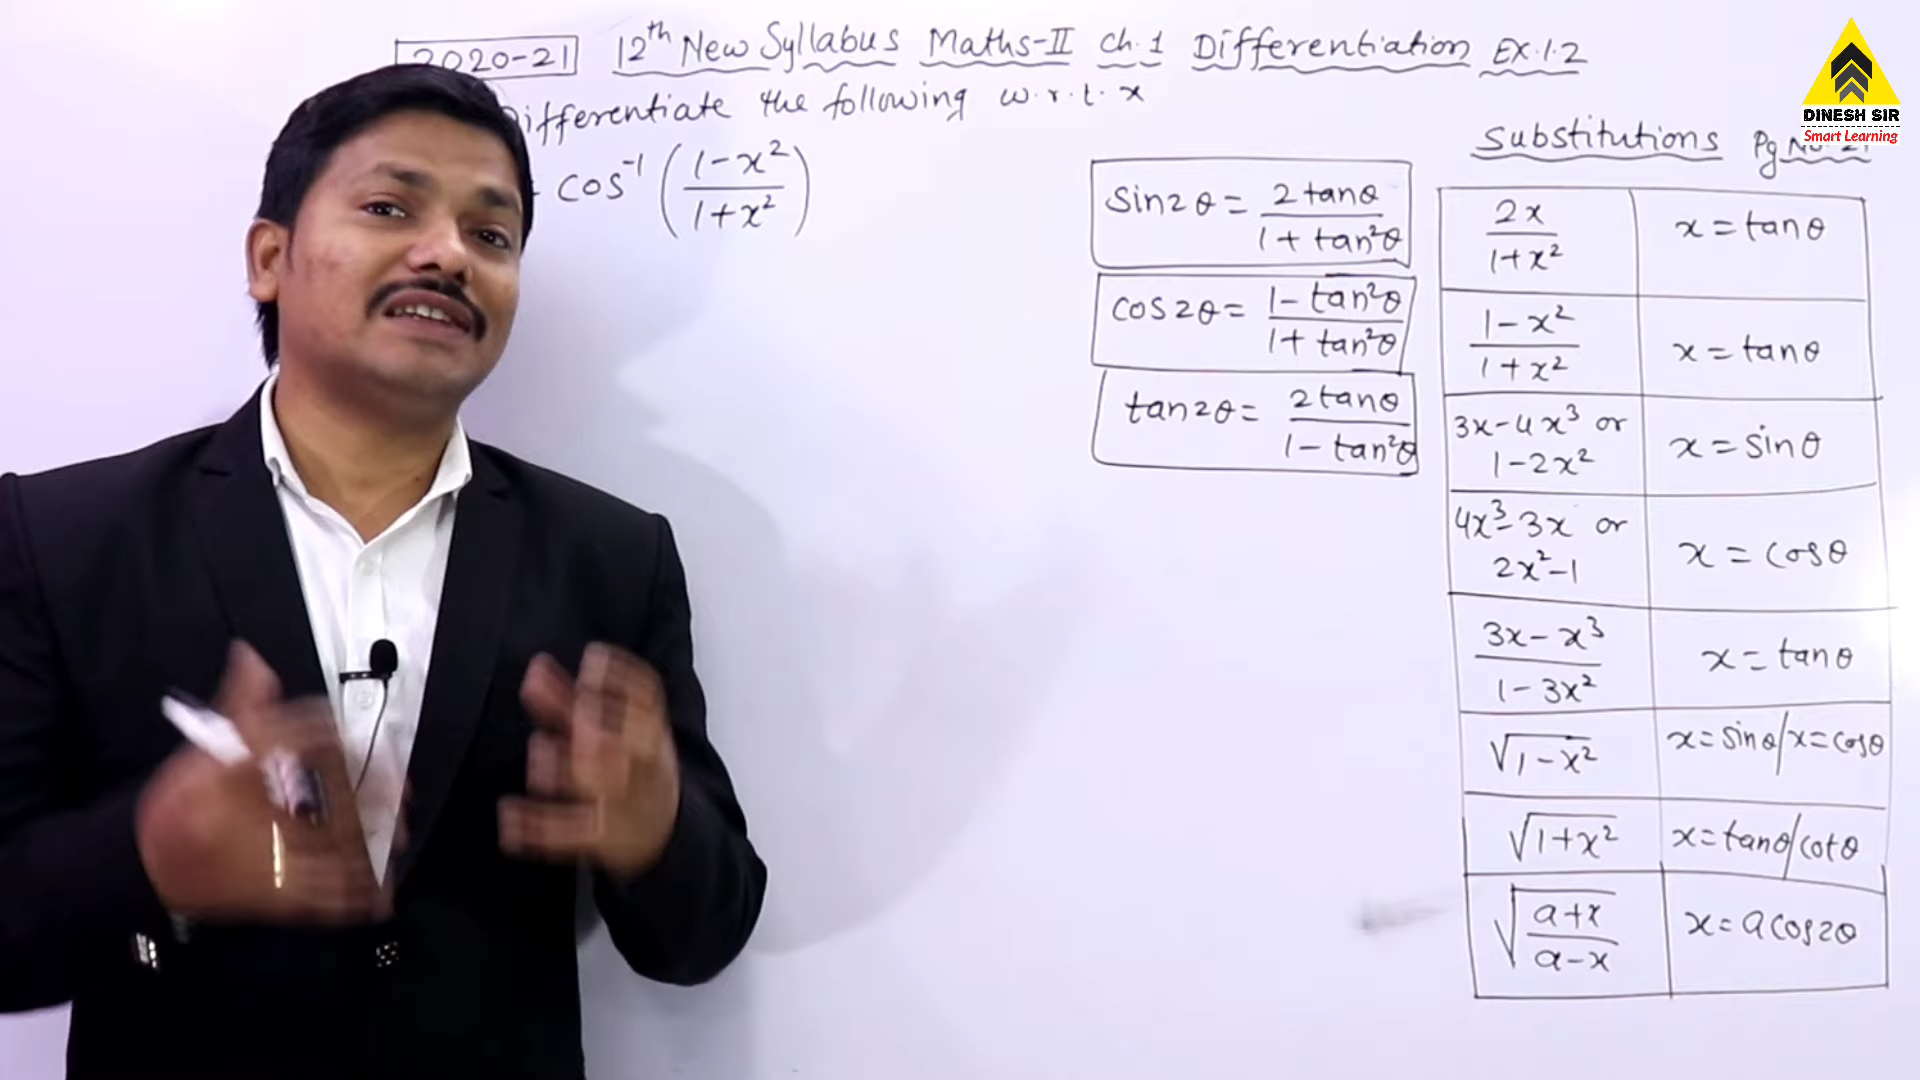 2020-21 12th New Syllabus Maths-II Ch.1 Differentiation Ex.1.2
Differentiate the following w.r.t. x
cos⁻¹ ((1-x²)/(1+x²))
sin2θ = 2tanθ/(1+tan²θ)
cos2θ = (1-tan²θ)/(1+tan²θ)
tan2θ = 2tanθ/(1-tan²θ)
DINESH SIR
Smart Learning
Substitutions Pg No.
2x/(1+x²) x = tanθ
(1-x²)/(1+x²) x = tanθ
3x-4x³ or
1-2x² x = sinθ
4x³-3x or
2x²-1 x = cosθ
(3x-x³)/(1-3x²) x = tanθ
√(1-x²) x = sinθ/x = cosθ
√(1+x²) x = tanθ/cotθ
√((a+x)/(a-x)) x = a cos2θ